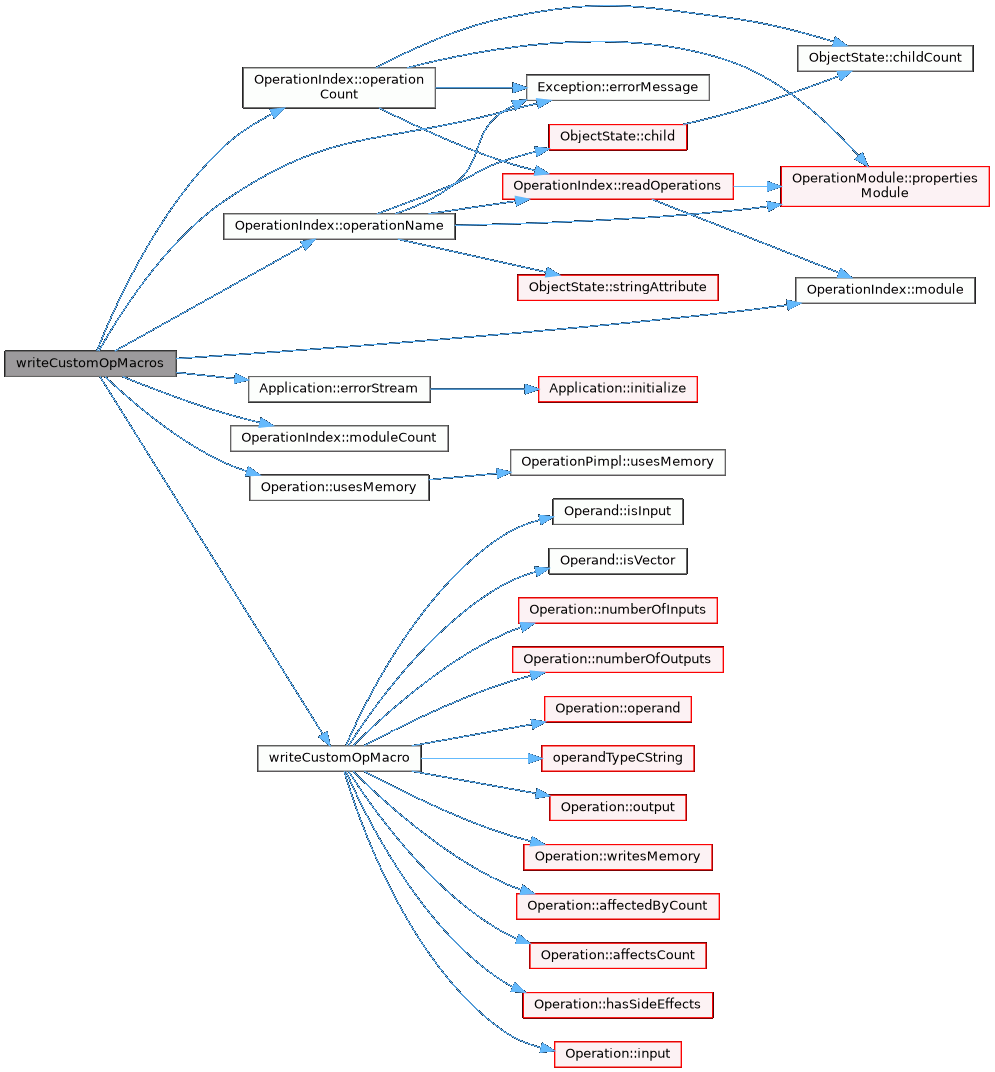 ObjectState::childCount
OperationIndex::operation
Count
Exception::errorMessage
ObjectState::child
OperationIndex::readOperations
OperationModule::properties
Module
OperationIndex::operationName
ObjectState::stringAttribute
OperationIndex::module
writeCustomOpMacros
Application::errorStream
Application::initialize
OperationIndex::moduleCount
OperationPimpl::usesMemory
Operation::usesMemory
Operand::isInput
Operand::isVector
Operation::numberOfInputs
Operation::numberOfOutputs
Operation::operand
writeCustomOpMacro
operandTypeCString
Operation::output
Operation::writesMemory
Operation::affectedByCount
Operation::affectsCount
Operation::hasSideEffects
Operation::input